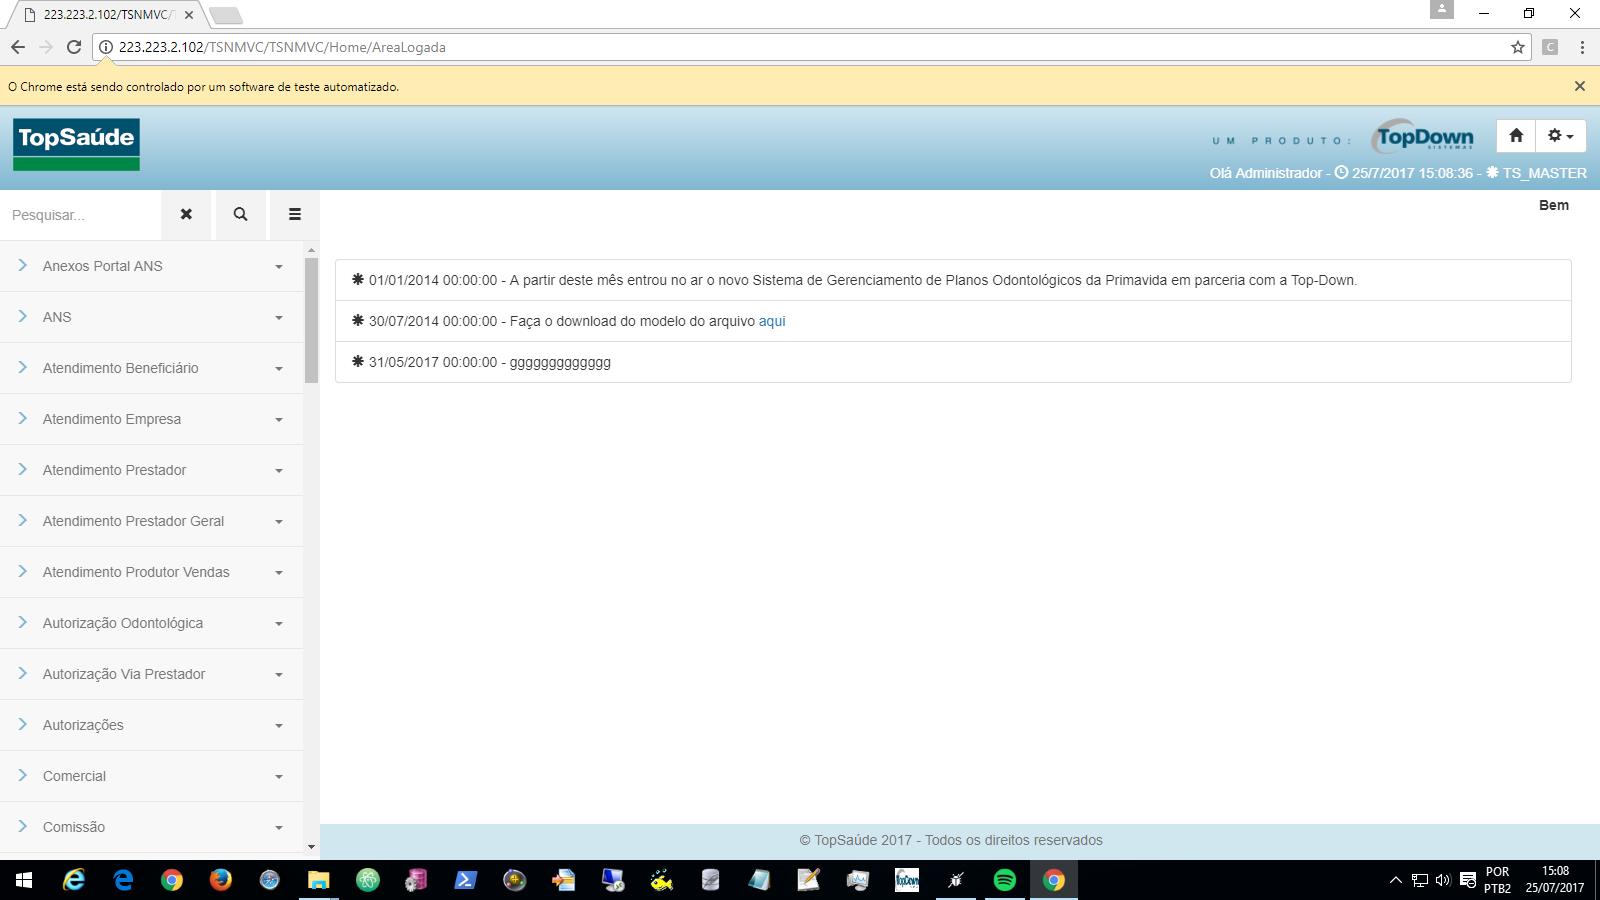 223.223.2.102/TSNMVC/T
223.223.2.102/TSNMVC/TSNMVC/Home/AreaLogada
C
O Chrome está sendo controlado por um software de teste automatizado.
TopSaúde
UM PRODUTO:
TopDown
SISTEMAS
Olá Administrador - 25/7/2017 15:08:36 - TS_MASTER
Pesquisar...
Bem
Anexos Portal ANS
ANS
Atendimento Beneficiário
Atendimento Empresa
Atendimento Prestador
Atendimento Prestador Geral
Atendimento Produtor Vendas
Autorização Odontológica
Autorização Via Prestador
Autorizações
Comercial
Comissão
01/01/2014 00:00:00 - A partir deste mês entrou no ar o novo Sistema de Gerenciamento de Planos Odontológicos da Primavida em parceria com a Top-Down.
30/07/2014 00:00:00 - Faça o download do modelo do arquivo aqui
31/05/2017 00:00:00 - ggggggggggggg
© TopSaúde 2017 - Todos os direitos reservados
TopDown
POR
PTB2
15:08
25/07/2017